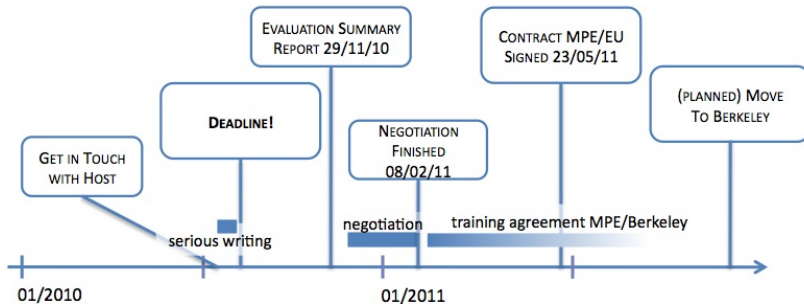 EVALUATION SUMMARY
REPORT 29/11/10
CONTRACT MPE/EU
SIGNED 23/05/11
(PLANNED) MOVE
TO BERKELEY
DEADLINE!
NEGOTIATION
FINISHED
08/02/11
GET IN TOUCH
WITH HOST
serious writing
negotiation
training agreement MPE/Berkeley
01/2010
01/2011